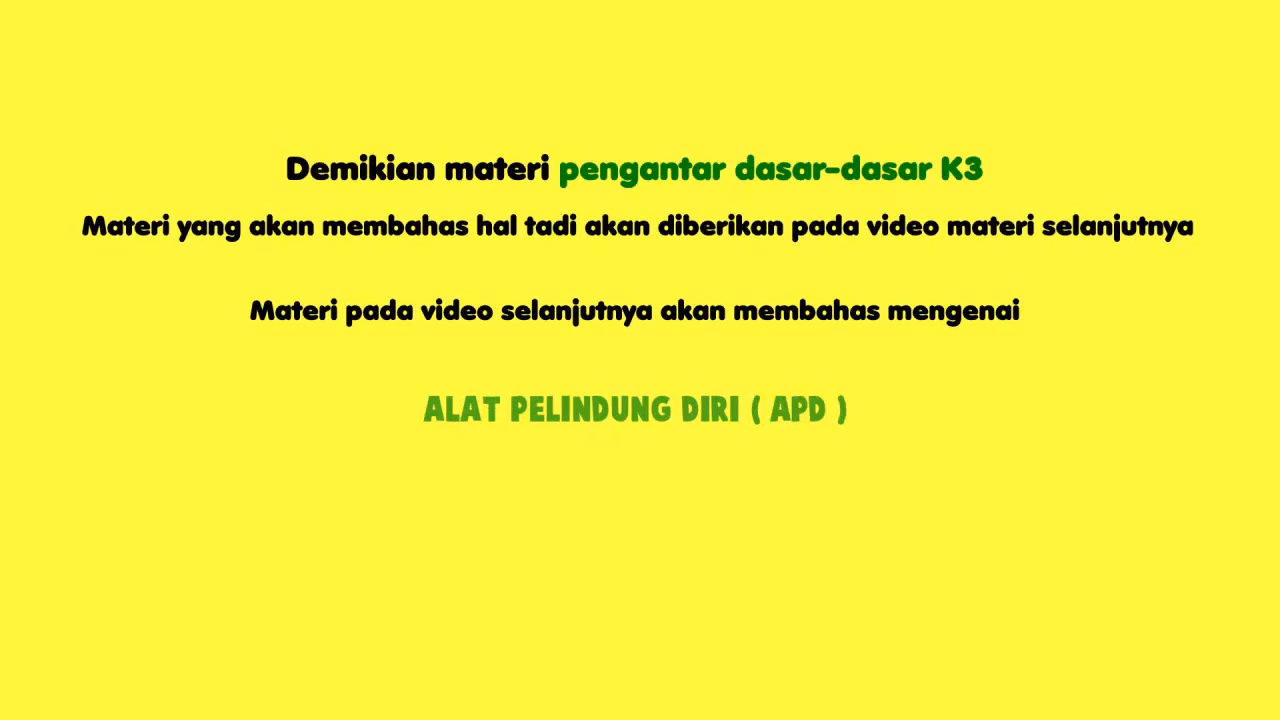 Demikian materi pengantar dasar-dasar K3
Materi yang akan membahas hal tadi akan diberikan pada video materi selanjutnya
Materi pada video selanjutnya akan membahas mengenai
ALAT PELINDUNG DIRI ( APD )